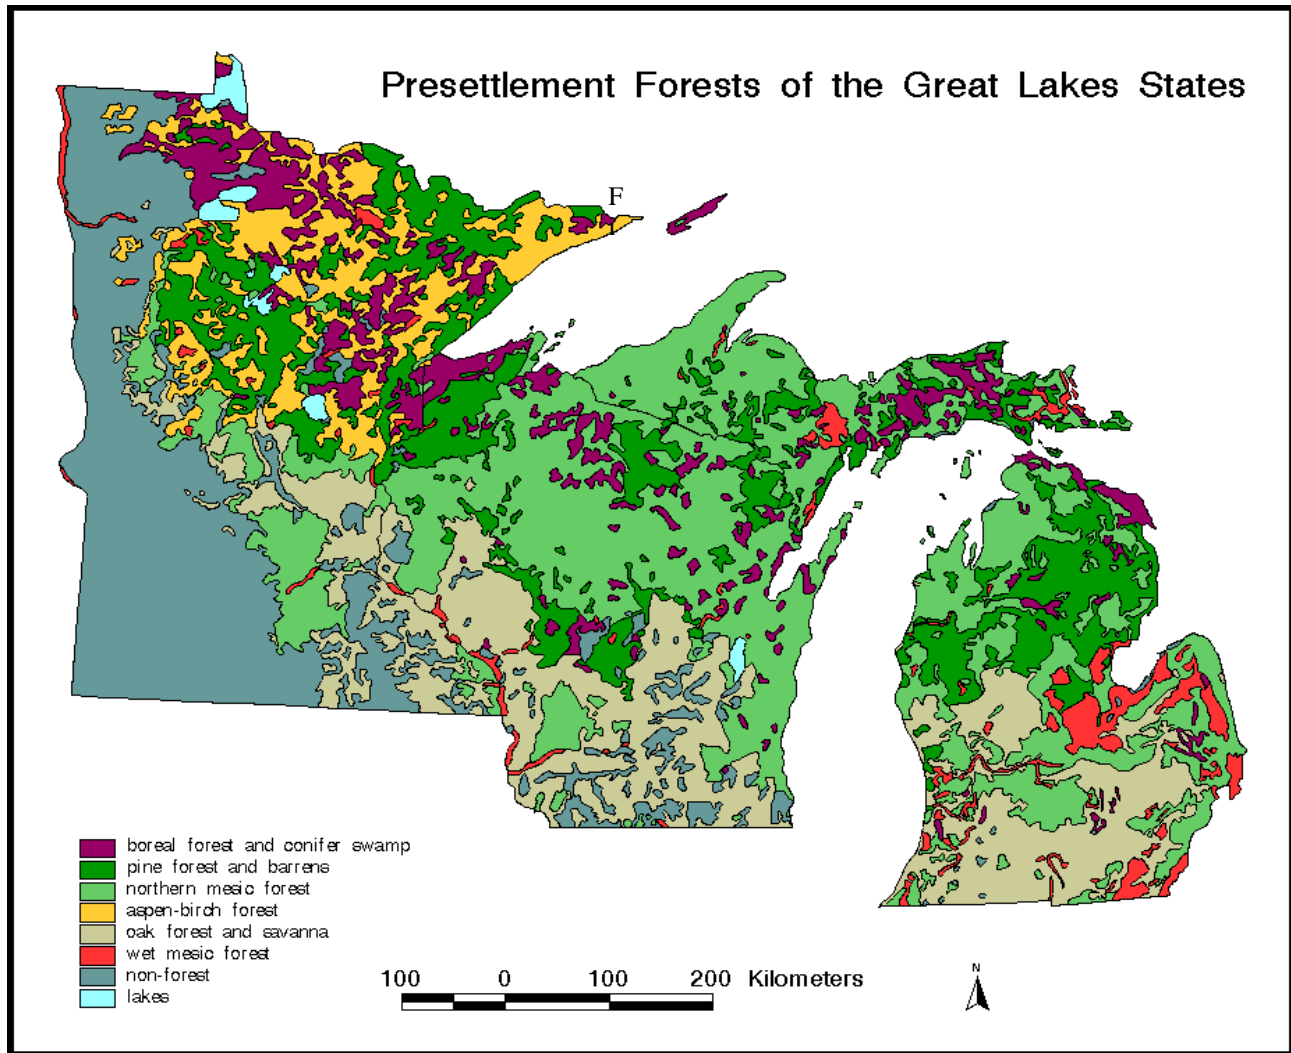 Presettlement Forests of the Great Lakes States
F
boreal forest and conifer swamp
pine forest and barrens
northern mesic forest
aspen-birch forest
oak forest and savanna
wet mesic forest
non-forest
lakes
100 0 100 200 Kilometers
N